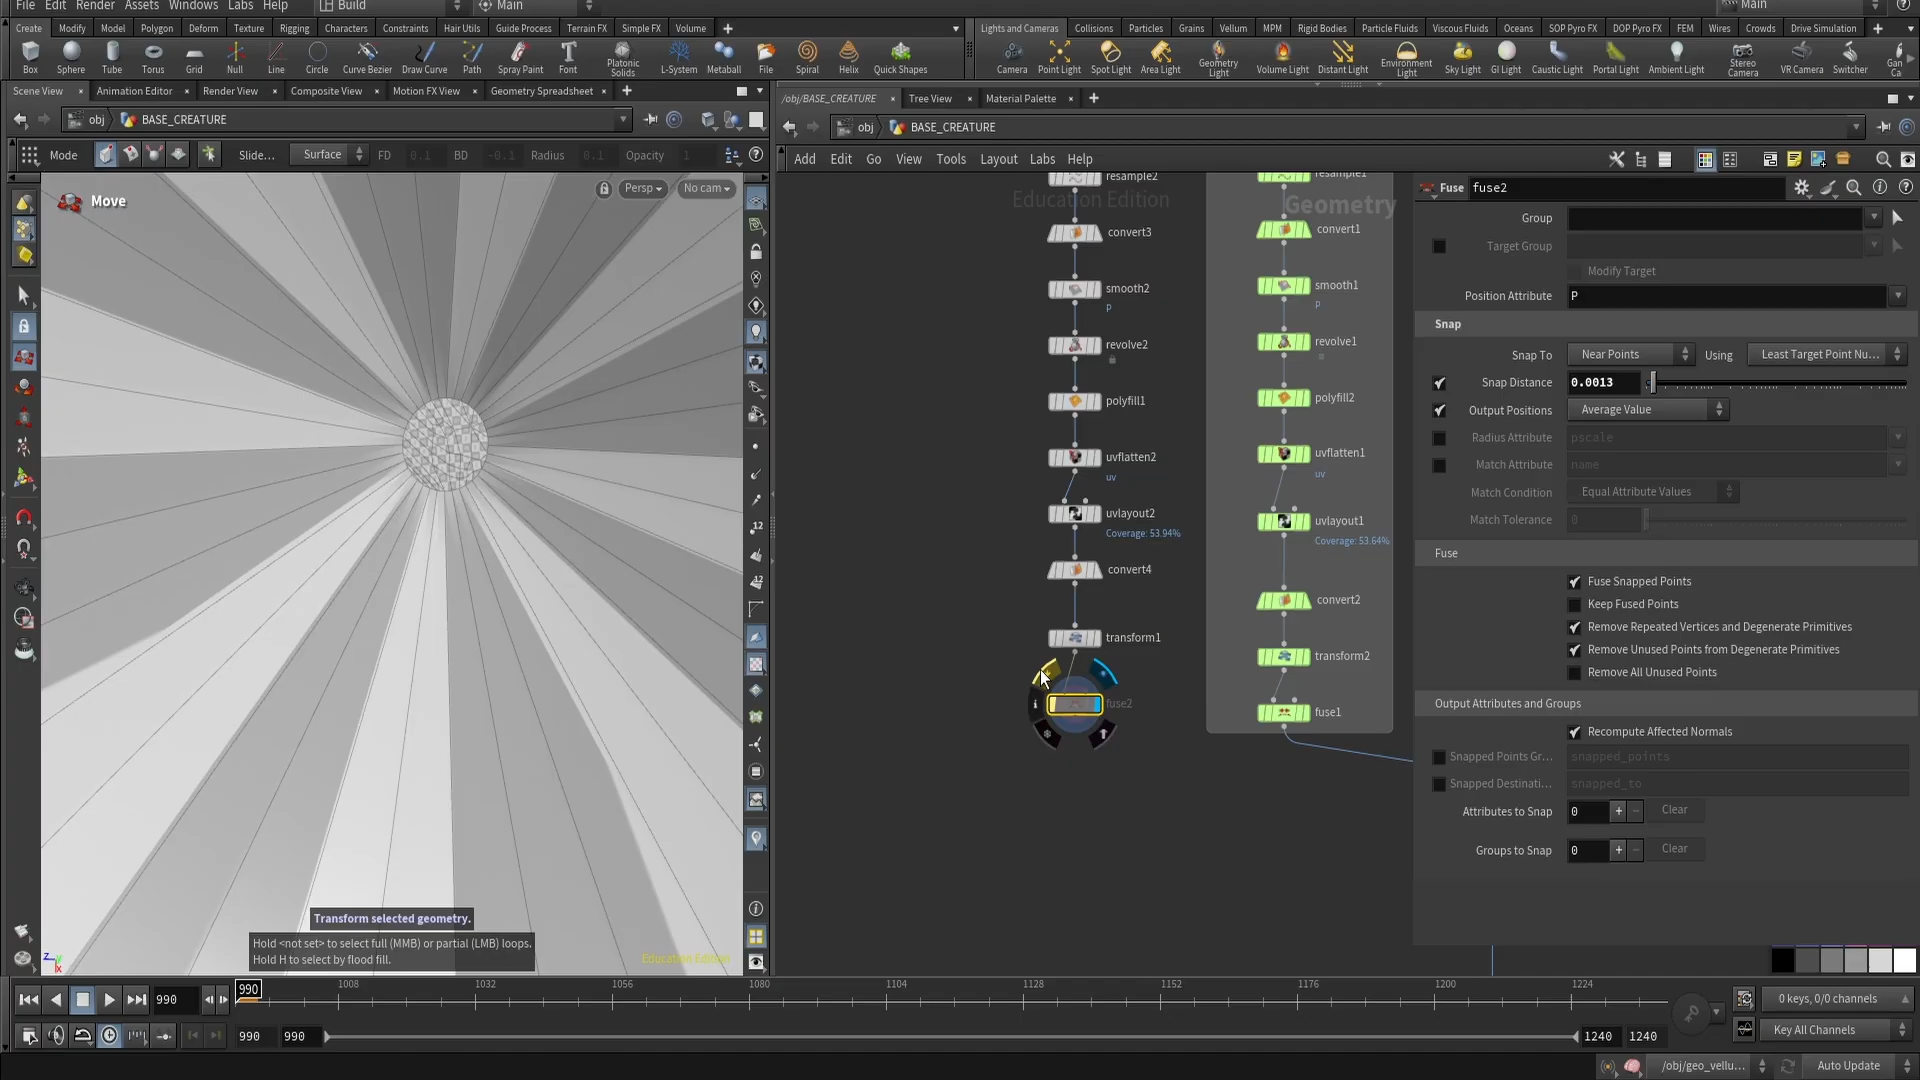 File Edit Render Assets Windows Labs Help Build Main Main
Create Modify Model Polygon Deform Texture Rigging Characters Constraints Hair Utils Guide Process Terrain FX Simple FX Volume
Lights and Cameras Collisions Particles Grains Vellum MPM Rigid Bodies Particle Fluids Viscous Fluids Oceans SOP Pyro FX DOP Pyro FX FEM Wires Crowds Drive Simulation
Box Sphere Tube Torus Grid Null Line Circle Curve Bezier Draw Curve Path Spray Paint Font Platonic Solids L-System Metaball File Spiral Helix Quick Shapes
Camera Point Light Spot Light Area Light Geometry Light Volume Light Distant Light Environment Light Sky Light GI Light Caustic Light Portal Light Ambient Light Stereo Camera VR Camera Switcher Gan Ca
Scene View Animation Editor Render View Composite View Motion FX View Geometry Spreadsheet
/obj/BASE_CREATURE Tree View Material Palette
obj BASE_CREATURE
obj BASE_CREATURE
Mode Slide... Surface FD 0.1 BD -0.1 Radius 0.1 Opacity 1
Add Edit Go View Tools Layout Labs Help
Move
Persp No cam
Education Edition
Geometry
resample2
convert3
smooth2
P
revolve2
polyfill1
uvflatten2
uv
uvlayout2
Coverage: 53.94%
convert4
transform1
fuse2
resample1
convert1
smooth1
P
revolve1
polyfill2
uvflatten1
uv
uvlayout1
Coverage: 53.64%
convert2
transform2
fuse1
Fuse fuse2
Group
Target Group
Modify Target
Position Attribute P
Snap
Snap To Near Points Using Least Target Point Nu...
Snap Distance 0.0013
Output Positions Average Value
Radius Attribute pscale
Match Attribute name
Match Condition Equal Attribute Values
Match Tolerance 0
Fuse
Fuse Snapped Points
Keep Fused Points
Remove Repeated Vertices and Degenerate Primitives
Remove Unused Points from Degenerate Primitives
Remove All Unused Points
Output Attributes and Groups
Recompute Affected Normals
Snapped Points Gr... snapped_points
Snapped Destinati... snapped_to
Attributes to Snap 0 + - Clear
Groups to Snap 0 + - Clear
12
12
Transform selected geometry.
Hold <not set> to select full (MMB) or partial (LMB) loops.
Hold H to select by flood fill.
Education Edition
z y x
990 990 1008 1032 1056 1080 1104 1128 1152 1176 1200 1224
0 keys, 0/0 channels
990 990 1240 1240 Key All Channels
/obj/geo_vellu... Auto Update